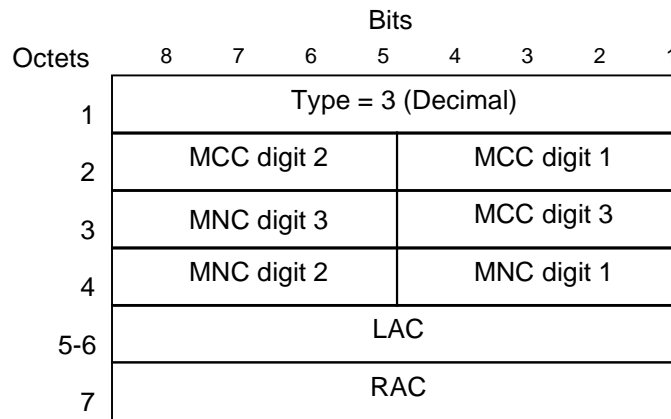 Bits
Octets 8 7 6 5 4 3 2 1
1 Type = 3 (Decimal)
2 MCC digit 2 MCC digit 1
3 MNC digit 3 MCC digit 3
4 MNC digit 2 MNC digit 1
5-6 LAC
7 RAC